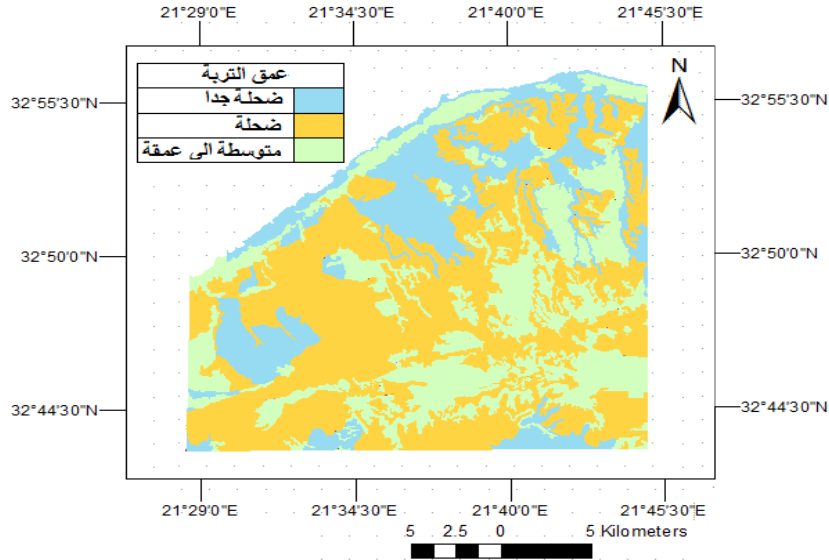 21°29'0"E 21°34'30"E 21°40'0"E 21°45'30"E
N
عمق التربة
ضحلة جدا
ضحلة
متوسطة الى عمقة
32°55'30"N 32°55'30"N
32°50'0"N 32°50'0"N
32°44'30"N 32°44'30"N
21°29'0"E 21°34'30"E 21°40'0"E 21°45'30"E
5 2.5 0 5 Kilometers